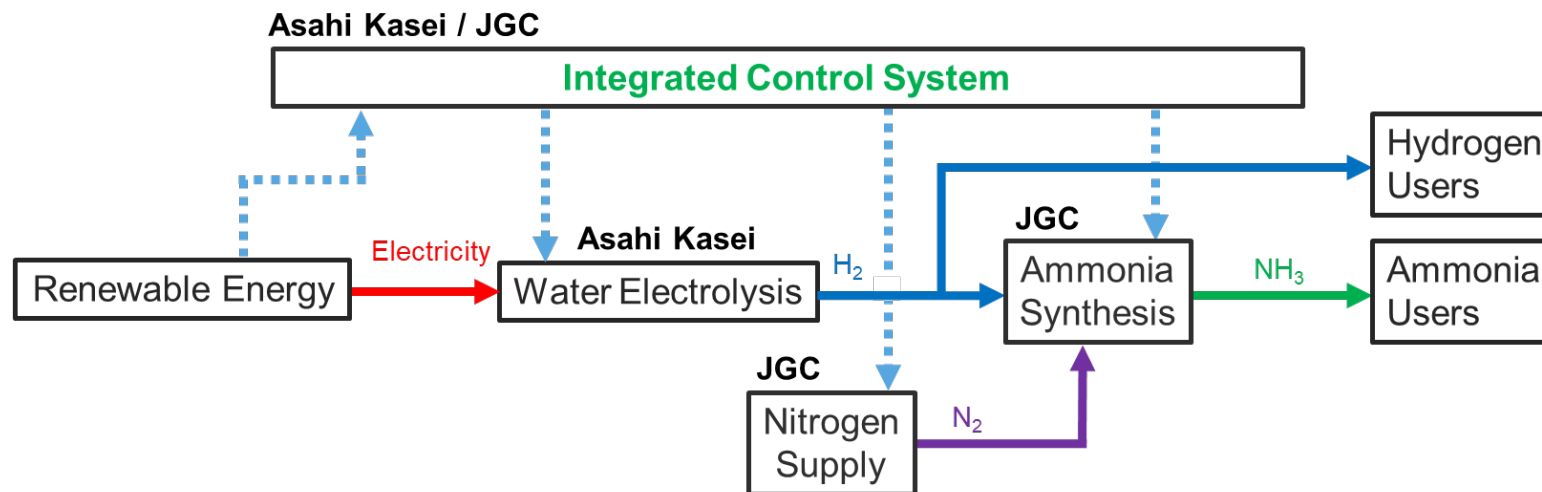 Asahi Kasei / JGC
Integrated Control System
Hydrogen
Users
JGC
Asahi Kasei
Electricity
H₂
NH₃
Renewable Energy
Water Electrolysis
Ammonia
Synthesis
Ammonia
Users
JGC
Nitrogen
Supply
N₂